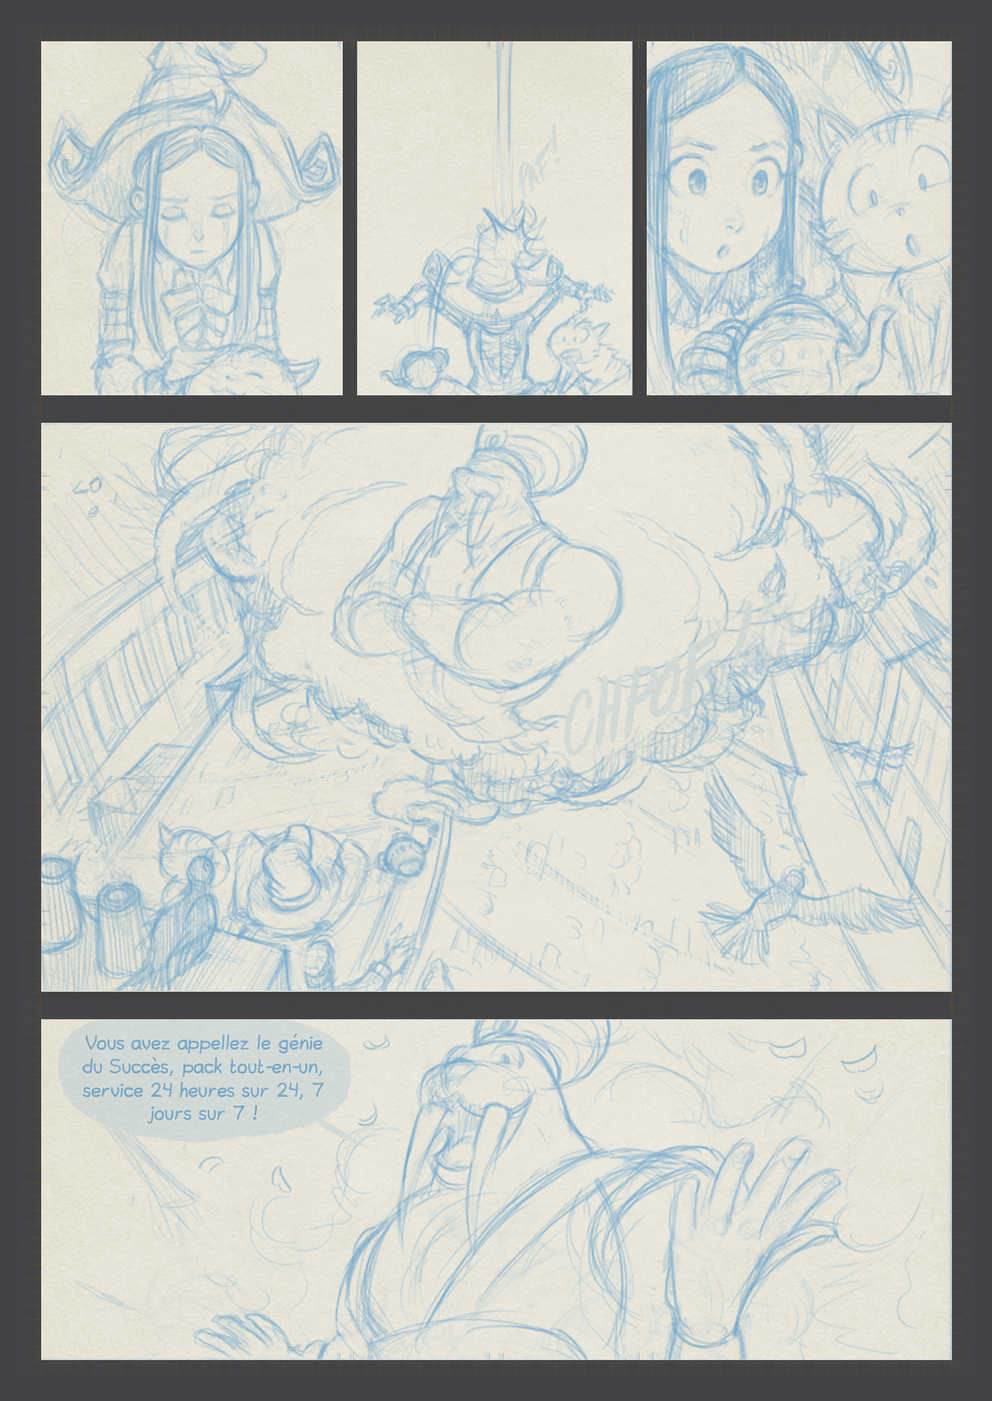 PAF!
Vous avez appellez le génie
du Succès, pack tout-en-un,
service 24 heures sur 24, 7
jours sur 7 !